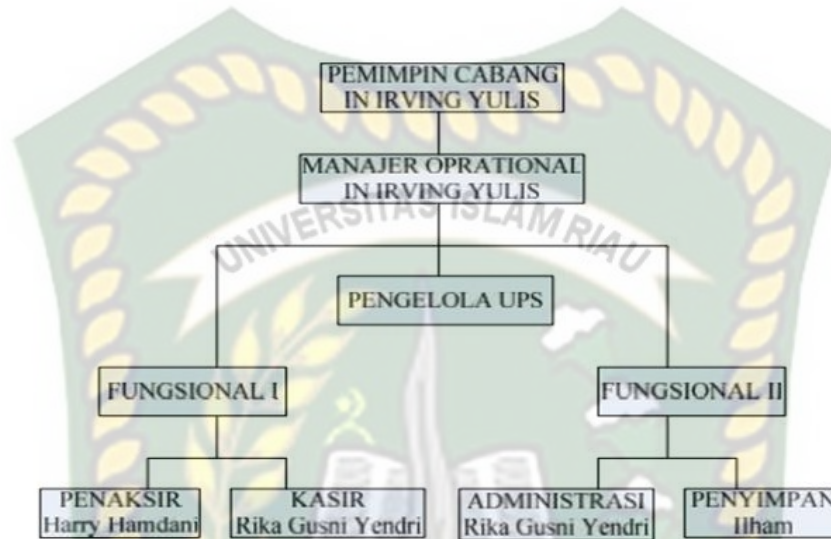 PEMIMPIN CABANG
IN IRVING YULIS
MANAJER OPRATIONAL
IN IRVING YULIS
UNIVERSITAS ISLAM RIAU
PENGELOLA UPS
FUNGSIONAL I
FUNGSIONAL II
PENAKSIR
Harry Hamdani
KASIR
Rika Gusni Yendri
ADMINISTRASI
Rika Gusni Yendri
PENYIMPAN
Ilham